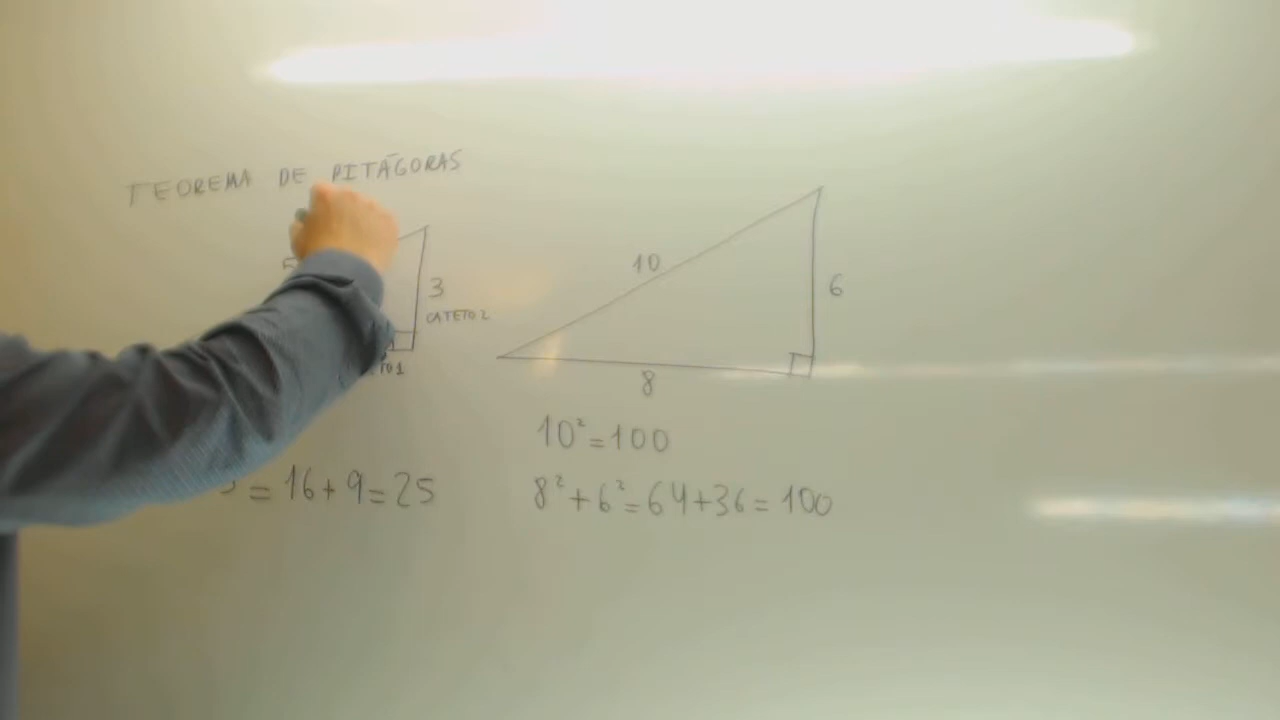 TEOREMA DE PITÁGORAS
5
3
CATETO 2
10
6
8
10² = 100
= 16 + 9 = 25
8² + 6² = 64 + 36 = 100